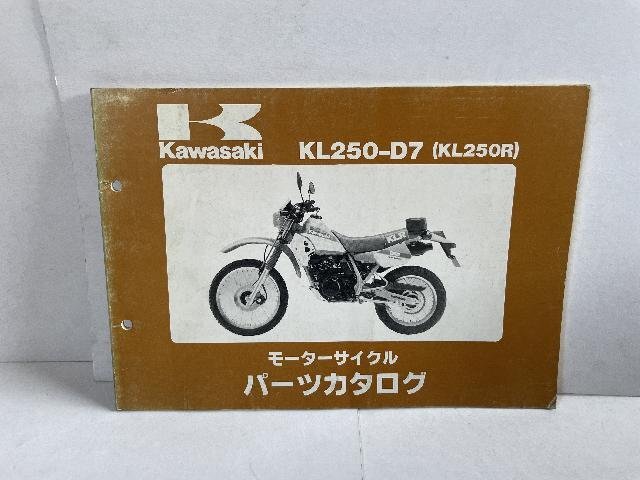 Kawasaki
KL250-D7 (KL250R)
KLR
モーターサイクル
パーツカタログ